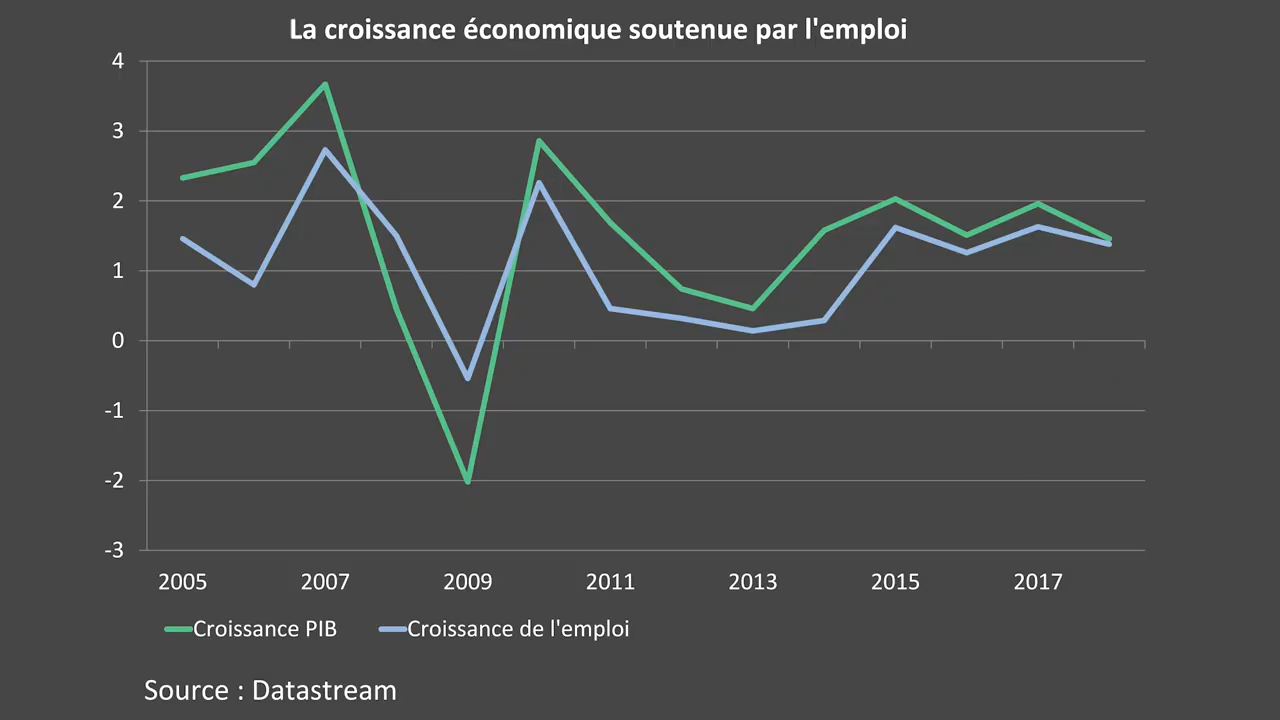 La croissance économique soutenue par l'emploi
4
3
2
1
0
-1
-2
-3
2005 2007 2009 2011 2013 2015 2017
Croissance PIB Croissance de l'emploi
Source : Datastream